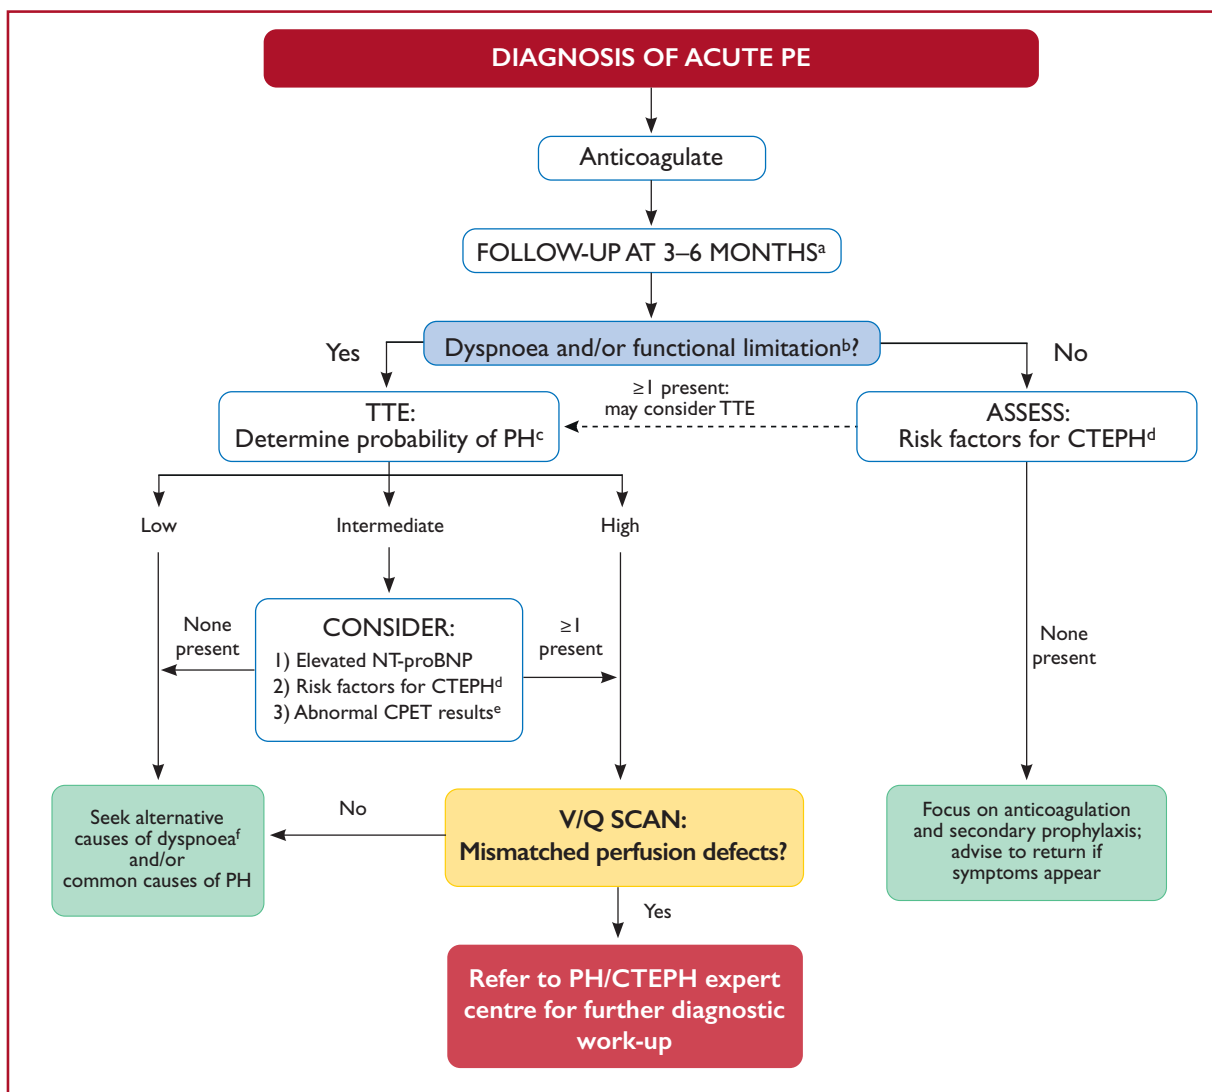 DIAGNOSIS OF ACUTE PE
Anticoagulate
FOLLOW-UP AT 3–6 MONTHSᵃ
Dyspnoea and/or functional limitationᵇ?
Yes
No
≥1 present:
may consider TTE
TTE:
Determine probability of PHᶜ
ASSESS:
Risk factors for CTEPHᵈ
Low
Intermediate
High
None
present
CONSIDER:
1) Elevated NT-proBNP
2) Risk factors for CTEPHᵈ
3) Abnormal CPET resultsᵉ
≥1
present
None
present
Seek alternative
causes of dyspnoeaᶠ
and/or
common causes of PH
No
V/Q SCAN:
Mismatched perfusion defects?
Focus on anticoagulation
and secondary prophylaxis;
advise to return if
symptoms appear
Yes
Refer to PH/CTEPH expert
centre for further diagnostic
work-up